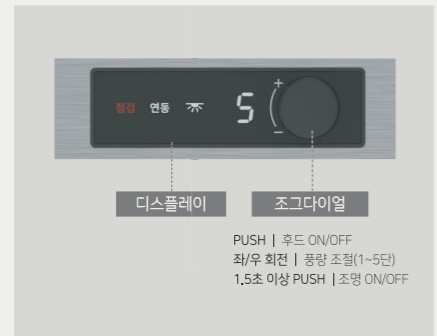 점검 연동 5 + −
디스플레이 조그다이얼
PUSH | 후드 ON/OFF
좌/우 회전 | 풍량 조절(1~5단)
1.5초 이상 PUSH | 조명 ON/OFF